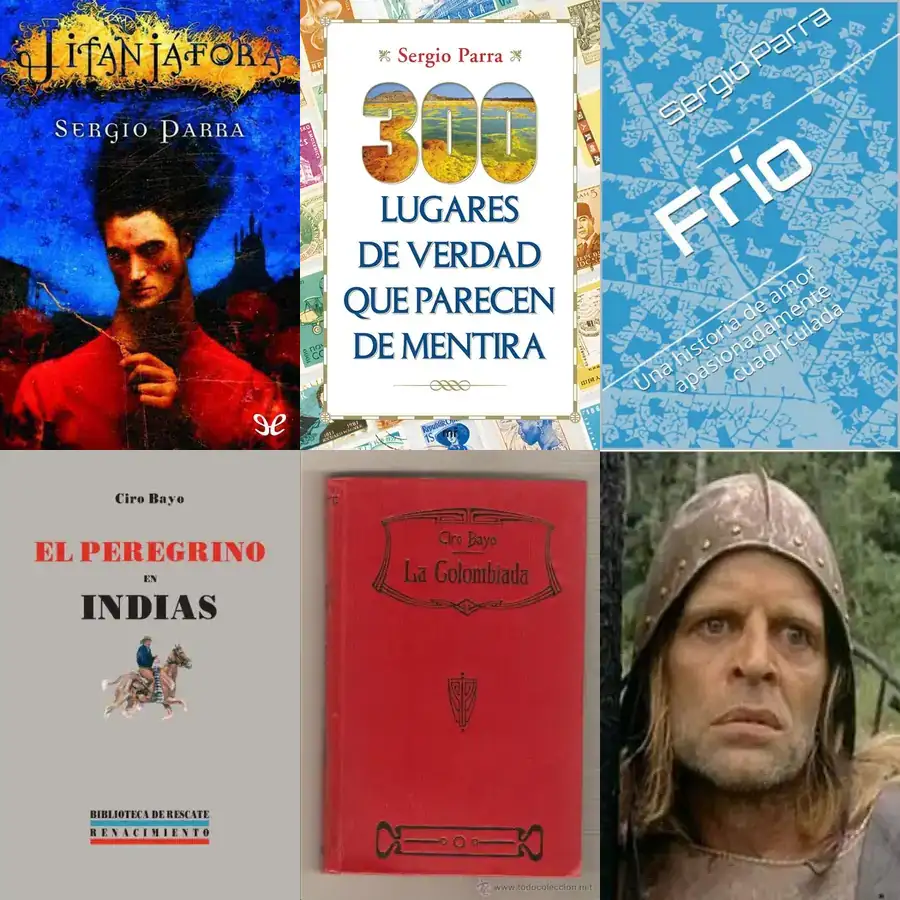 JITANJÁFORA
SERGIO PARRA
Sergio Parra
300
LUGARES
DE VERDAD
QUE PARECEN
DE MENTIRA
Sergio Parra
Frío
Una historia de amor
apasionadamente
cuadriculada
Ciro Bayo
EL PEREGRINO
EN
INDIAS
BIBLIOTECA DE RESCATE
RENACIMIENTO
Ciro Bayo
La Colombiada
www.todocoleccion.net